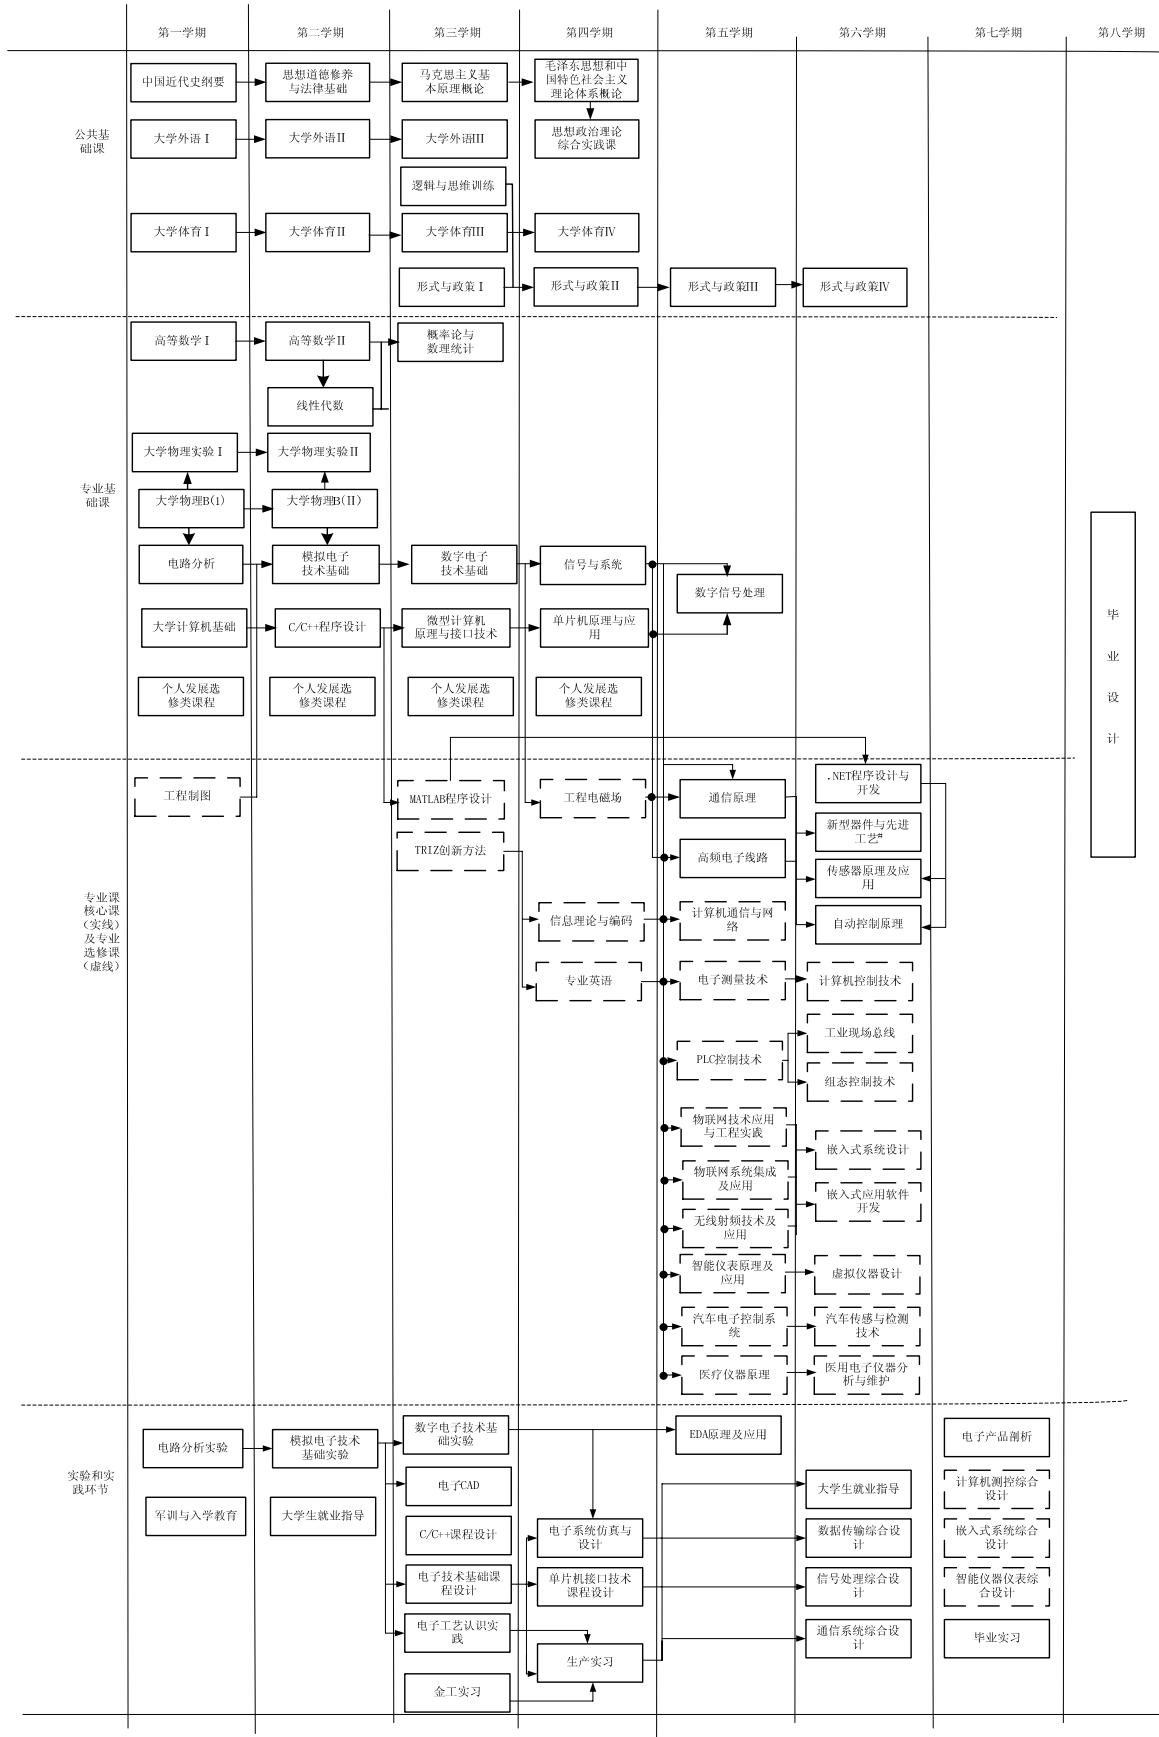 第一学期
第二学期
第三学期
第四学期
第五学期
第六学期
第七学期
第八学期
公共基
础课
中国近代史纲要
思想道德修养
与法律基础
马克思主义基
本原理概论
毛泽东思想和中
国特色社会主义
理论体系概论
大学外语Ⅰ
大学外语Ⅱ
大学外语Ⅲ
思想政治理论
综合实践课
逻辑与思维训练
大学体育Ⅰ
大学体育Ⅱ
大学体育Ⅲ
大学体育Ⅳ
形式与政策Ⅰ
形式与政策Ⅱ
形式与政策Ⅲ
形式与政策Ⅳ
专业基
础课
高等数学Ⅰ
高等数学Ⅱ
概率论与
数理统计
线性代数
大学物理实验Ⅰ
大学物理实验Ⅱ
大学物理B(1)
大学物理B(Ⅱ)
电路分析
模拟电子
技术基础
数字电子
技术基础
信号与系统
数字信号处理
大学计算机基础
C/C++程序设计
微型计算机
原理与接口技术
单片机原理与应
用
个人发展选
修类课程
个人发展选
修类课程
个人发展选
修类课程
个人发展选
修类课程
毕
业
设
计
专业课
核心课
（实线）
及专业
选修课
（虚线）
工程制图
MATLAB程序设计
工程电磁场
通信原理
.NET程序设计与
开发
TRIZ创新方法
高频电子线路
新型器件与先进
工艺#
传感器原理及应
用
信息理论与编码
计算机通信与网
络
自动控制原理
专业英语
电子测量技术
计算机控制技术
PLC控制技术
工业现场总线
组态控制技术
物联网技术应用
与工程实践
嵌入式系统设计
物联网系统集成
及应用
嵌入式应用软件
开发
无线射频技术及
应用
智能仪表原理及
应用
虚拟仪器设计
汽车电子控制系
统
汽车传感与检测
技术
医疗仪器原理
医用电子仪器分
析与维护
实验和实
践环节
电路分析实验
模拟电子技术
基础实验
数字电子技术基
础实验
EDA原理及应用
电子产品剖析
电子CAD
大学生就业指导
计算机测控综合
设计
军训与入学教育
大学生就业指导
C/C++课程设计
电子系统仿真与
设计
数据传输综合设
计
嵌入式系统综合
设计
电子技术基础课
程设计
单片机接口技术
课程设计
信号处理综合设
计
智能仪器仪表综
合设计
电子工艺认识实
践
生产实习
通信系统综合设
计
毕业实习
金工实习